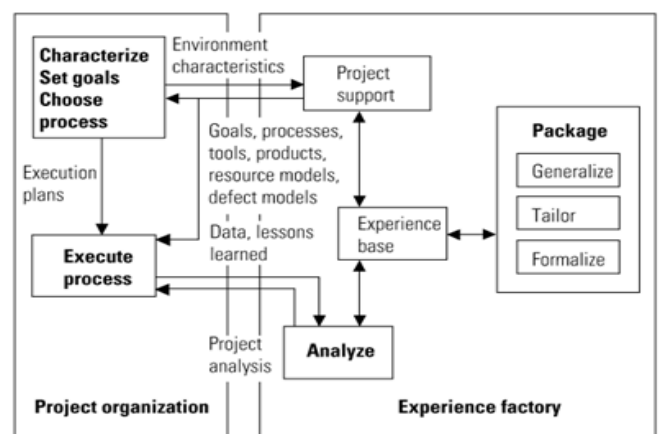 Characterize
Set goals
Choose
process
Environment
characteristics
Project
support
Goals, processes,
tools, products,
resource models,
defect models
Execution
plans
Package
Generalize
Tailor
Formalize
Experience
base
Data, lessons
learned
Execute
process
Project
analysis
Analyze
Project organization
Experience factory